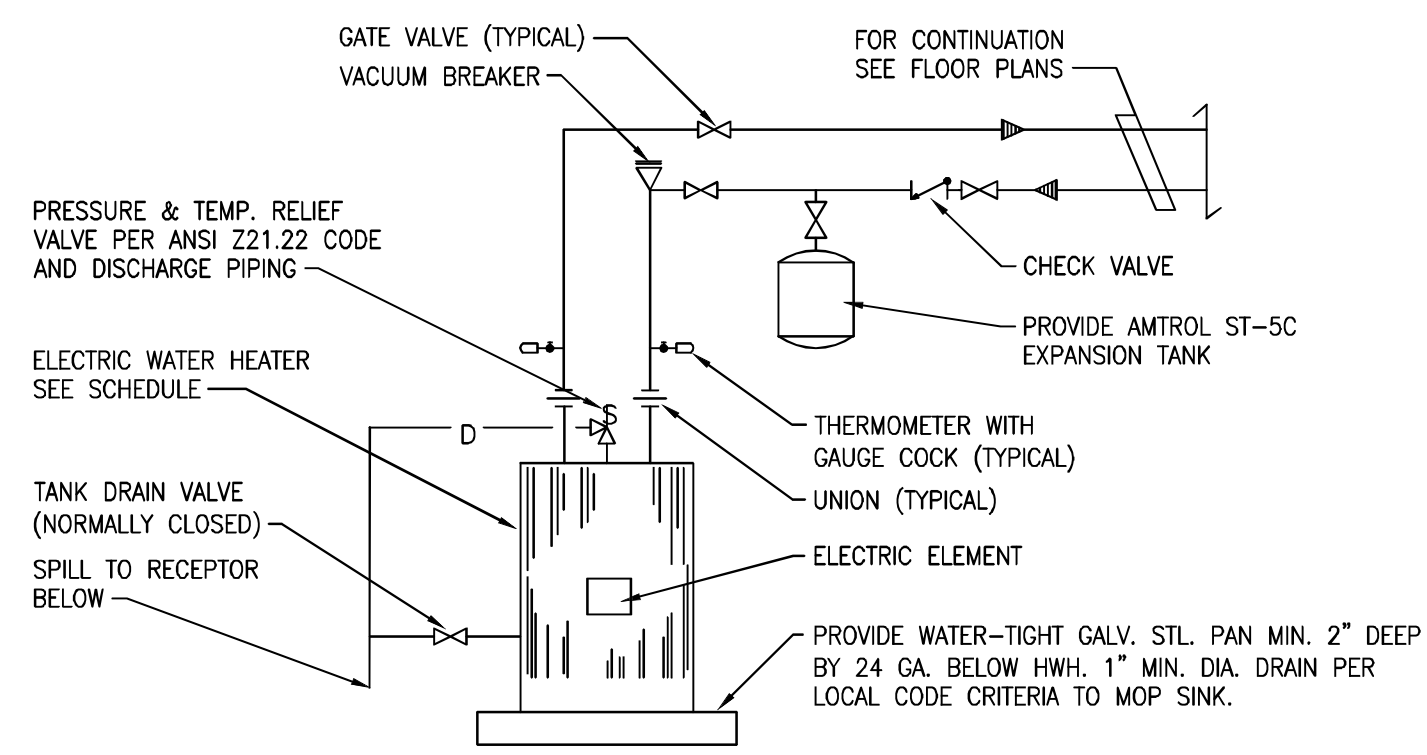 GATE VALVE (TYPICAL)
VACUUM BREAKER
FOR CONTINUATION
SEE FLOOR PLANS
PRESSURE & TEMP. RELIEF
VALVE PER ANSI Z21.22 CODE
AND DISCHARGE PIPING
CHECK VALVE
PROVIDE AMTROL ST-5C
EXPANSION TANK
ELECTRIC WATER HEATER
SEE SCHEDULE
S
D
THERMOMETER WITH
GAUGE COCK (TYPICAL)
UNION (TYPICAL)
TANK DRAIN VALVE
(NORMALLY CLOSED)
SPILL TO RECEPTOR
BELOW
ELECTRIC ELEMENT
PROVIDE WATER-TIGHT GALV. STL. PAN MIN. 2" DEEP
BY 24 GA. BELOW HWH. 1" MIN. DIA. DRAIN PER
LOCAL CODE CRITERIA TO MOP SINK.